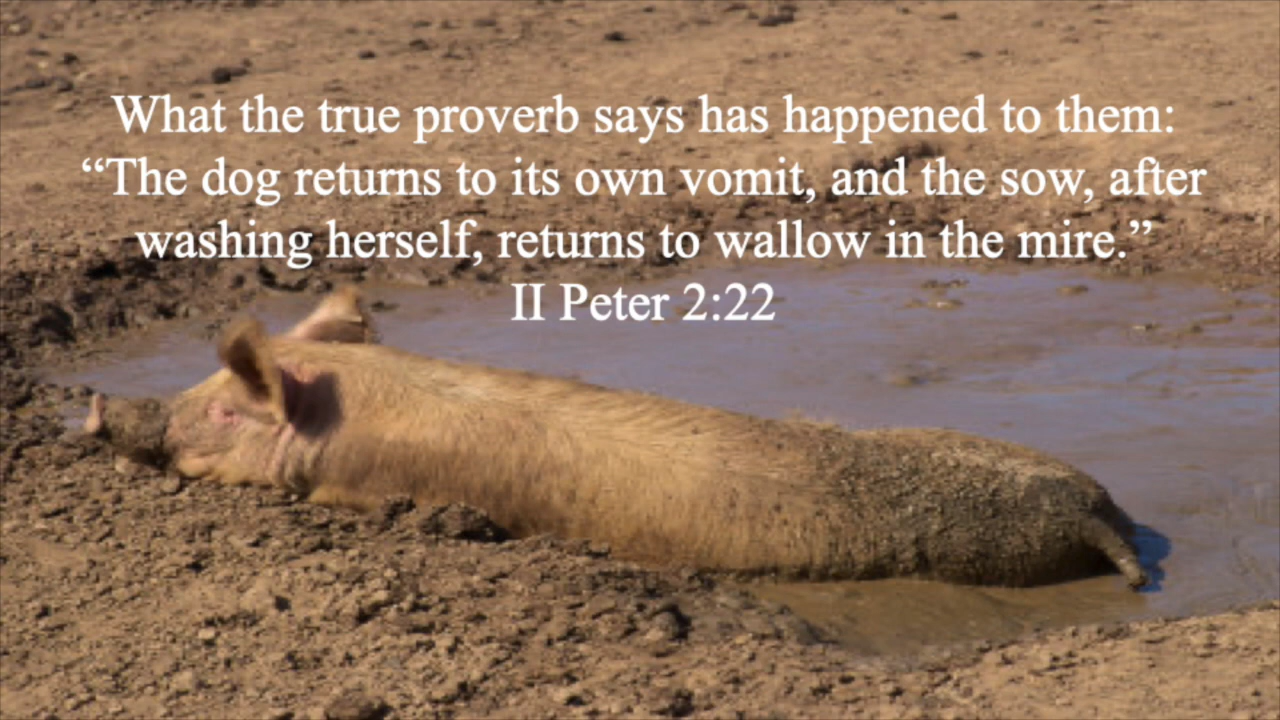 What the true proverb says has happened to them:
“The dog returns to its own vomit, and the sow, after
washing herself, returns to wallow in the mire.”
II Peter 2:22